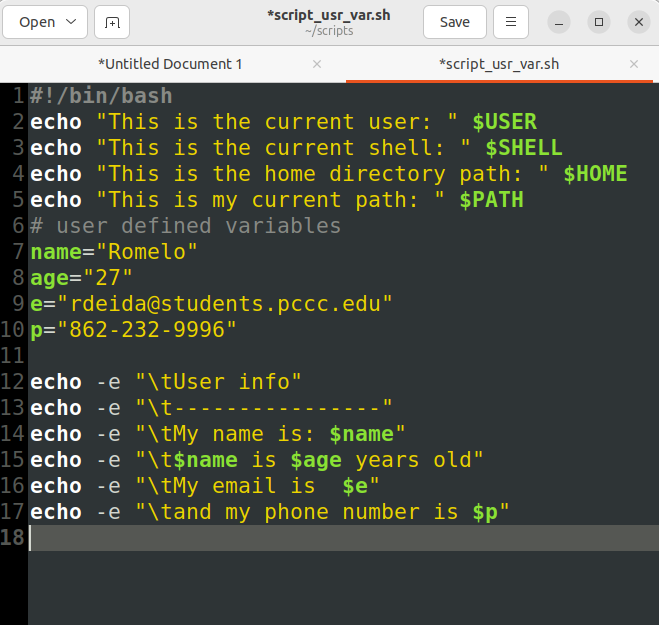 Open
*script_usr_var.sh
~/scripts
Save
*Untitled Document 1
*script_usr_var.sh
1 #!/bin/bash
2 echo "This is the current user: " $USER
3 echo "This is the current shell: " $SHELL
4 echo "This is the home directory path: " $HOME
5 echo "This is my current path: " $PATH
6 # user defined variables
7 name="Romelo"
8 age="27"
9 e="rdeida@students.pccc.edu"
10 p="862-232-9996"
11
12 echo -e "\tUser info"
13 echo -e "\t----------------"
14 echo -e "\tMy name is: $name"
15 echo -e "\t$name is $age years old"
16 echo -e "\tMy email is  $e"
17 echo -e "\tand my phone number is $p"
18